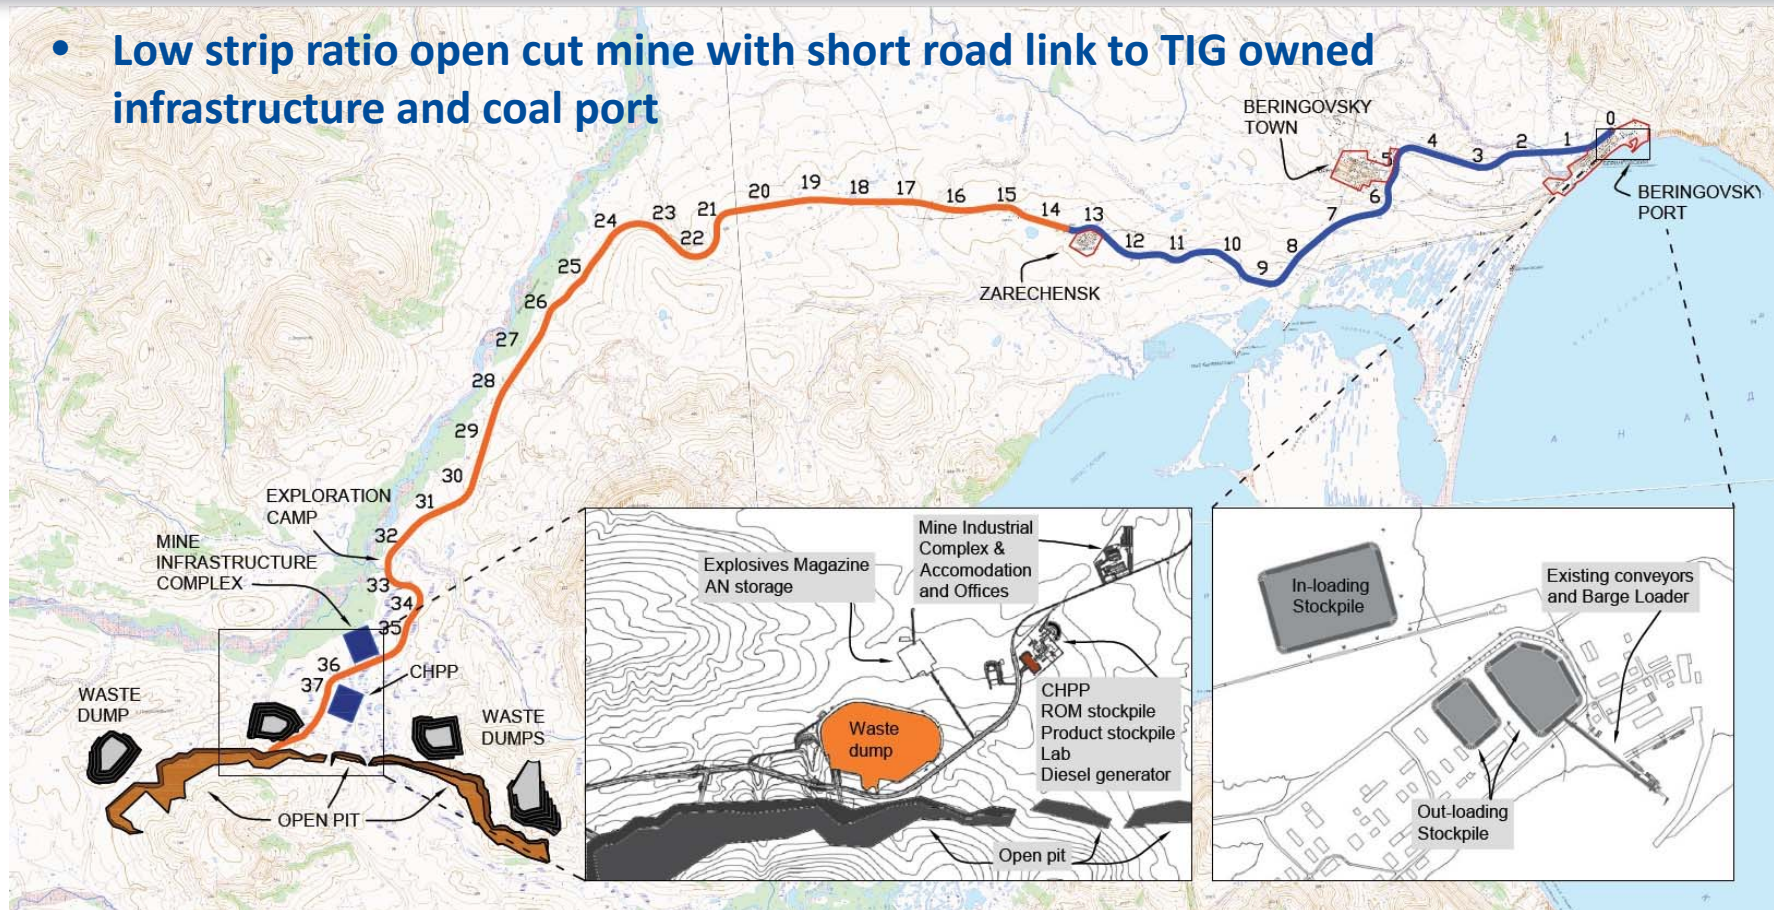 • Low strip ratio open cut mine with short road link to TIG owned
infrastructure and coal port
BERINGOVSKY
TOWN
0
1
2
3
4
5
6
7
8
9
10
11
12
13
14
15
16
17
18
19
20
21
22
23
24
25
26
27
28
29
30
31
32
33
34
35
36
37
BERINGOVSKY
PORT
ZARECHENSK
EXPLORATION
CAMP
MINE
INFRASTRUCTURE
COMPLEX
CHPP
WASTE
DUMP
WASTE
DUMPS
OPEN PIT
Explosives Magazine
AN storage
Mine Industrial
Complex &
Accomodation
and Offices
Waste
dump
CHPP
ROM stockpile
Product stockpile
Lab
Diesel generator
Open pit
In-loading
Stockpile
Existing conveyors
and Barge Loader
Out-loading
Stockpile
А Н А Д